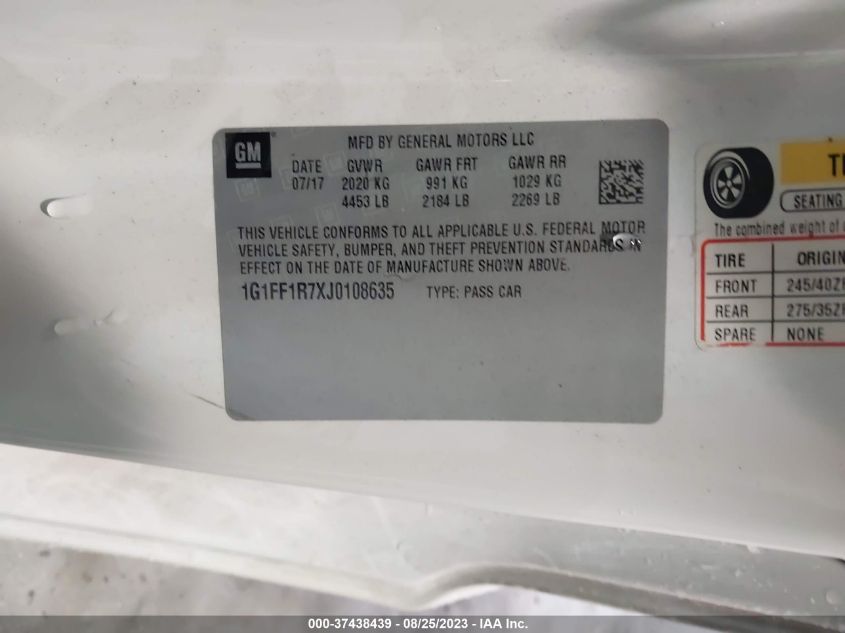 GM
MFD BY GENERAL MOTORS LLC
DATE GVWR GAWR FRT GAWR RR
07/17 2020 KG 991 KG 1029 KG
4453 LB 2184 LB 2269 LB
THIS VEHICLE CONFORMS TO ALL APPLICABLE U.S. FEDERAL MOTOR
VEHICLE SAFETY, BUMPER, AND THEFT PREVENTION STANDARDS IN
EFFECT ON THE DATE OF MANUFACTURE SHOWN ABOVE.
1G1FF1R7XJ0108635 TYPE: PASS CAR
SEATING
The combined weight of
TIRE ORIGIN
FRONT 245/40Z
REAR 275/35Z
SPARE NONE
000-37438439 - 08/25/2023 - IAA Inc.